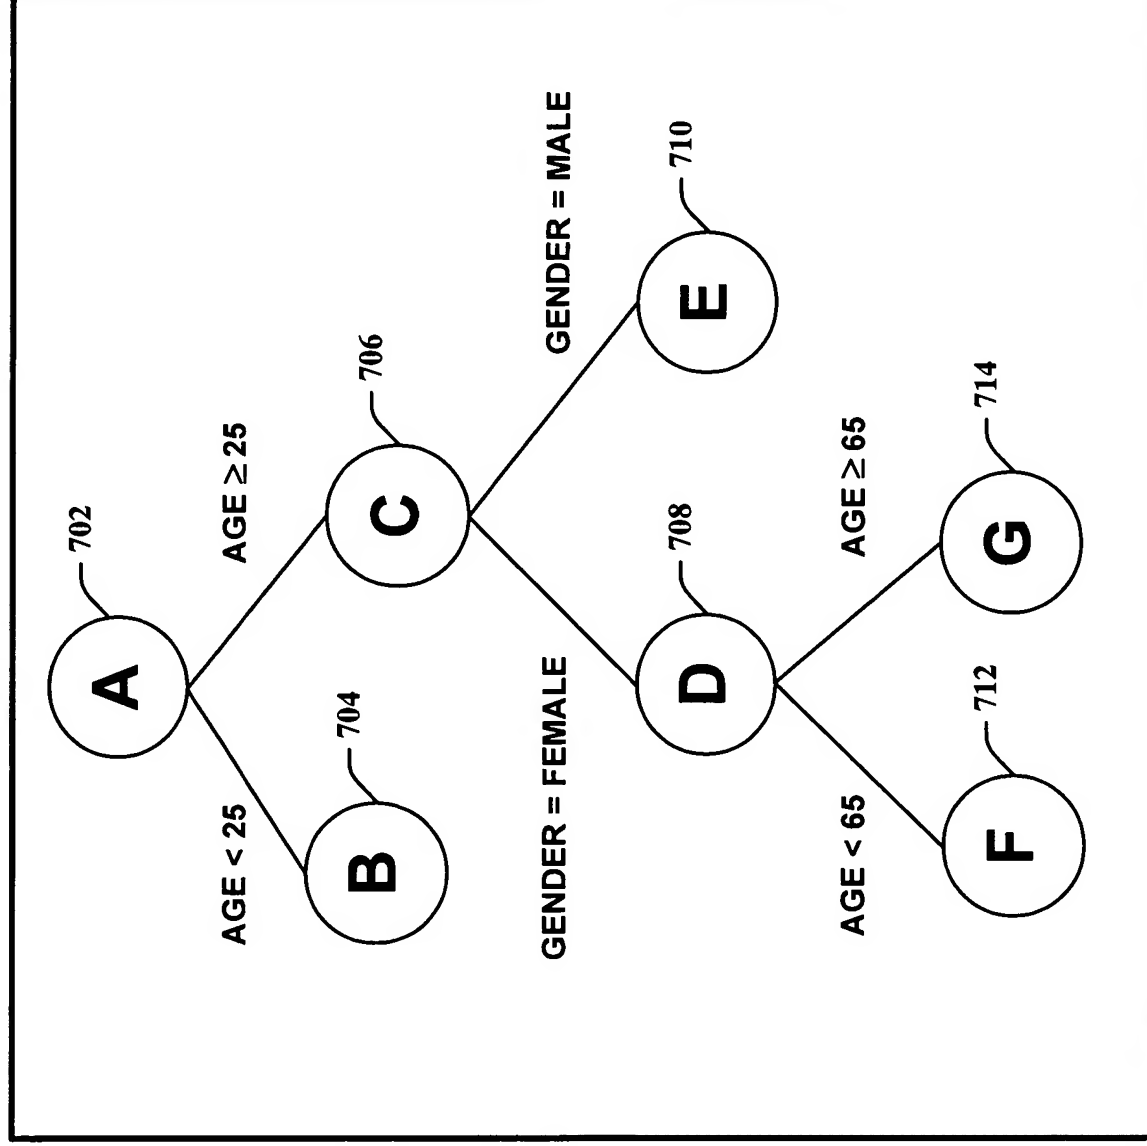 702
A
AGE < 25
AGE ≥ 25
704
B
706
C
GENDER = FEMALE
GENDER = MALE
708
D
710
E
AGE < 65
AGE ≥ 65
712
F
714
G